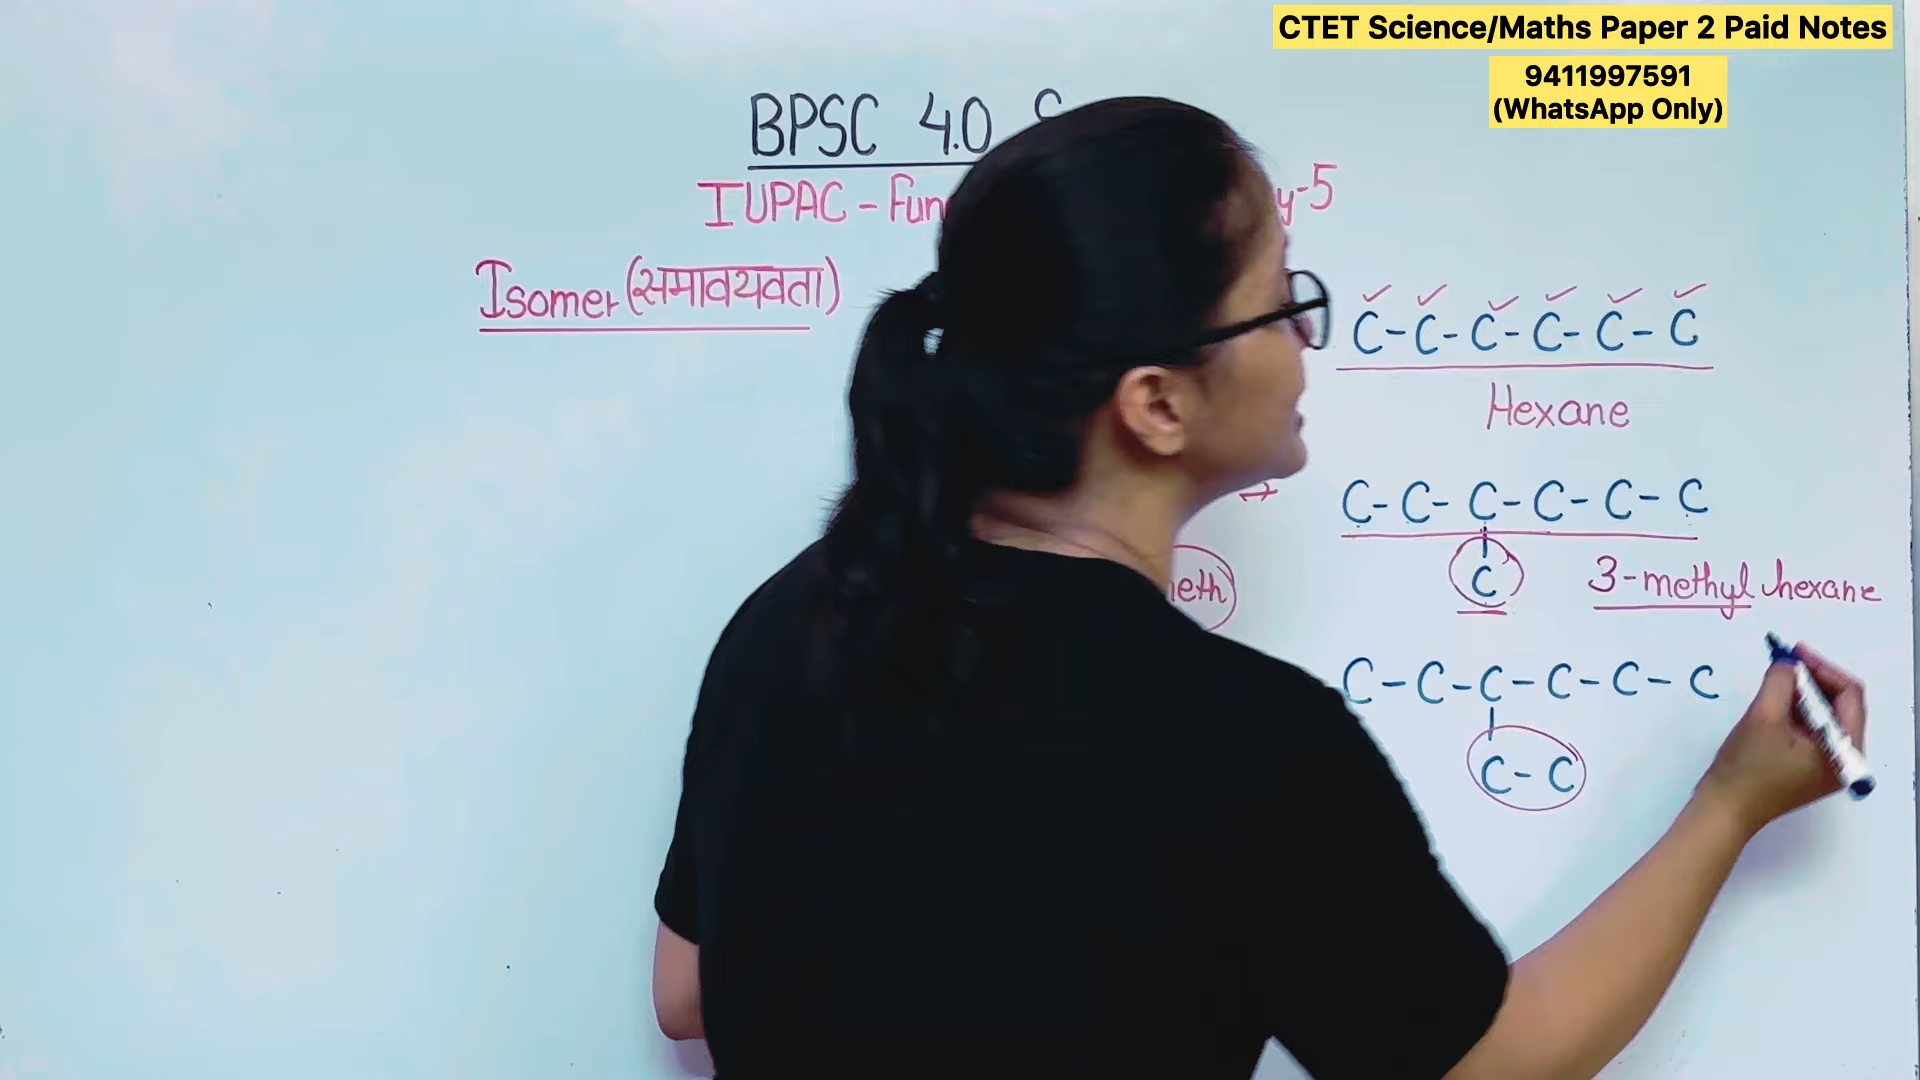 CTET Science/Maths Paper 2 Paid Notes
9411997591
(WhatsApp Only)
BPSC 4.0
IUPAC - Fun y-5
Isomer (समावयवता)
C-C-C-C-C-C
Hexane
→ C-C-C-C-C-C
C
3-methyl hexane
meth
C-C-C-C-C-C
C-C